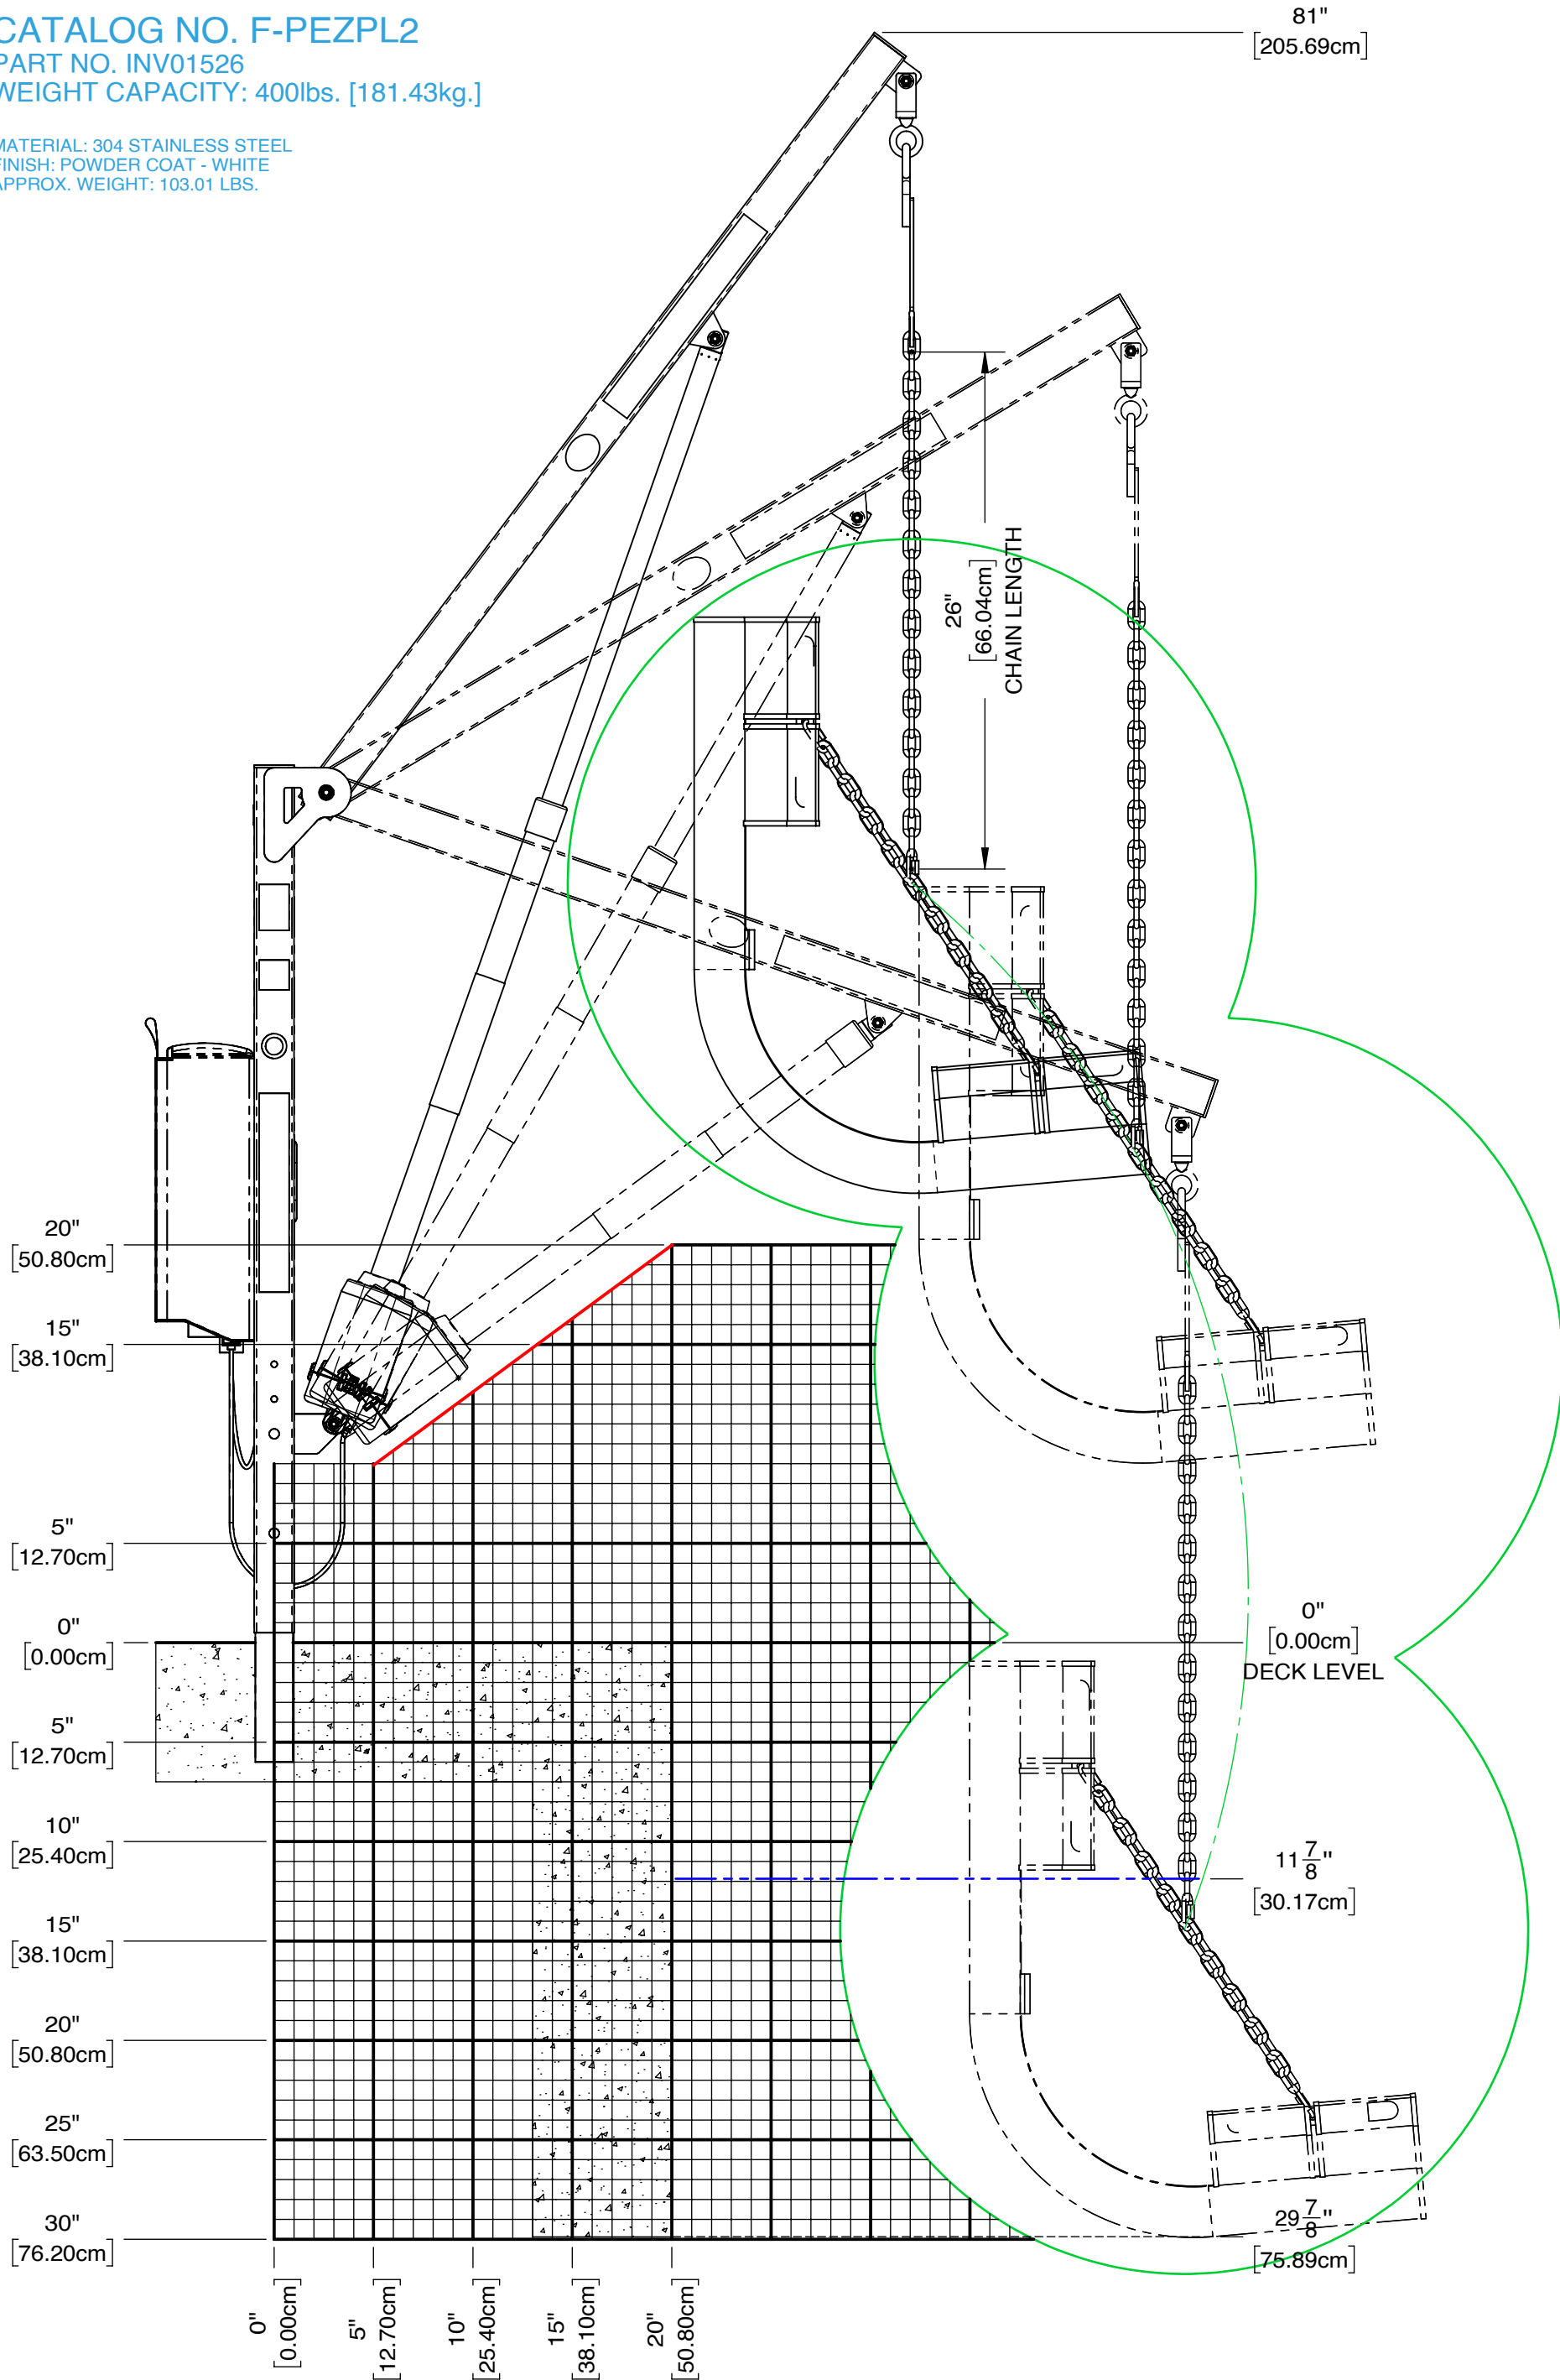 CATALOG NO. F-PEZPL2
PART NO. INV01526
WEIGHT CAPACITY: 400lbs. [181.43kg.]
MATERIAL: 304 STAINLESS STEEL
FINISH: POWDER COAT - WHITE
APPROX. WEIGHT: 103.01 LBS.
81"
[205.69cm]
26"
[66.04cm]
CHAIN LENGTH
20"
[50.80cm]
15"
[38.10cm]
5"
[12.70cm]
0"
[0.00cm]
5"
[12.70cm]
10"
[25.40cm]
15"
[38.10cm]
20"
[50.80cm]
25"
[63.50cm]
30"
[76.20cm]
0"
[0.00cm]
DECK LEVEL
11 7/8"
[30.17cm]
29 7/8"
[75.89cm]
0"
[0.00cm]
5"
[12.70cm]
10"
[25.40cm]
15"
[38.10cm]
20"
[50.80cm]